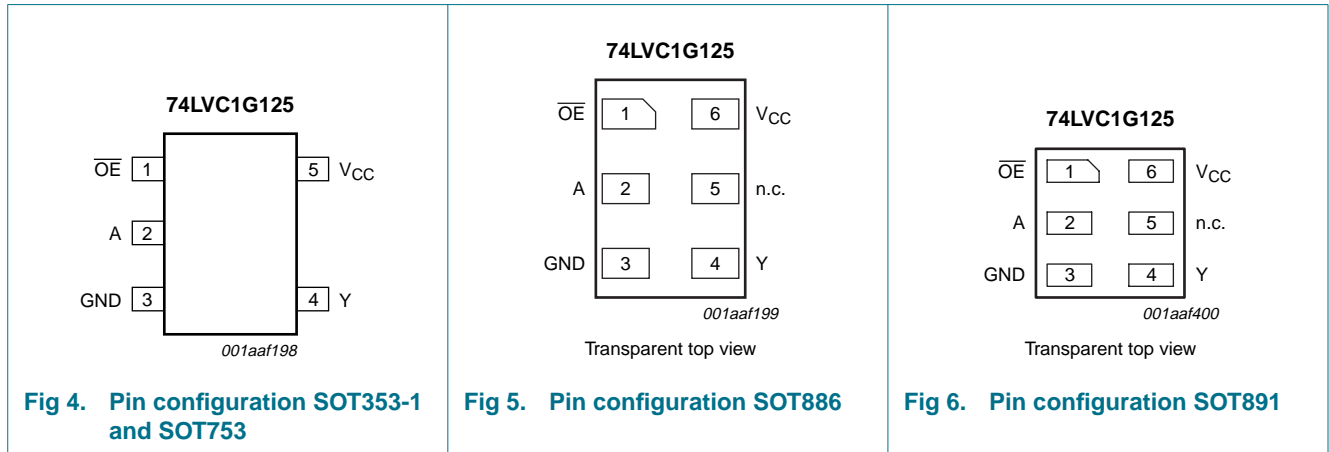 74LVC1G125
OE 1
5 VCC
A 2
GND 3
4 Y
001aaf198
Fig 4. Pin configuration SOT353-1
and SOT753
74LVC1G125
OE 1 6 VCC
A 2 5 n.c.
GND 3 4 Y
001aaf199
Transparent top view
Fig 5. Pin configuration SOT886
74LVC1G125
OE 1 6 VCC
A 2 5 n.c.
GND 3 4 Y
001aaf400
Transparent top view
Fig 6. Pin configuration SOT891